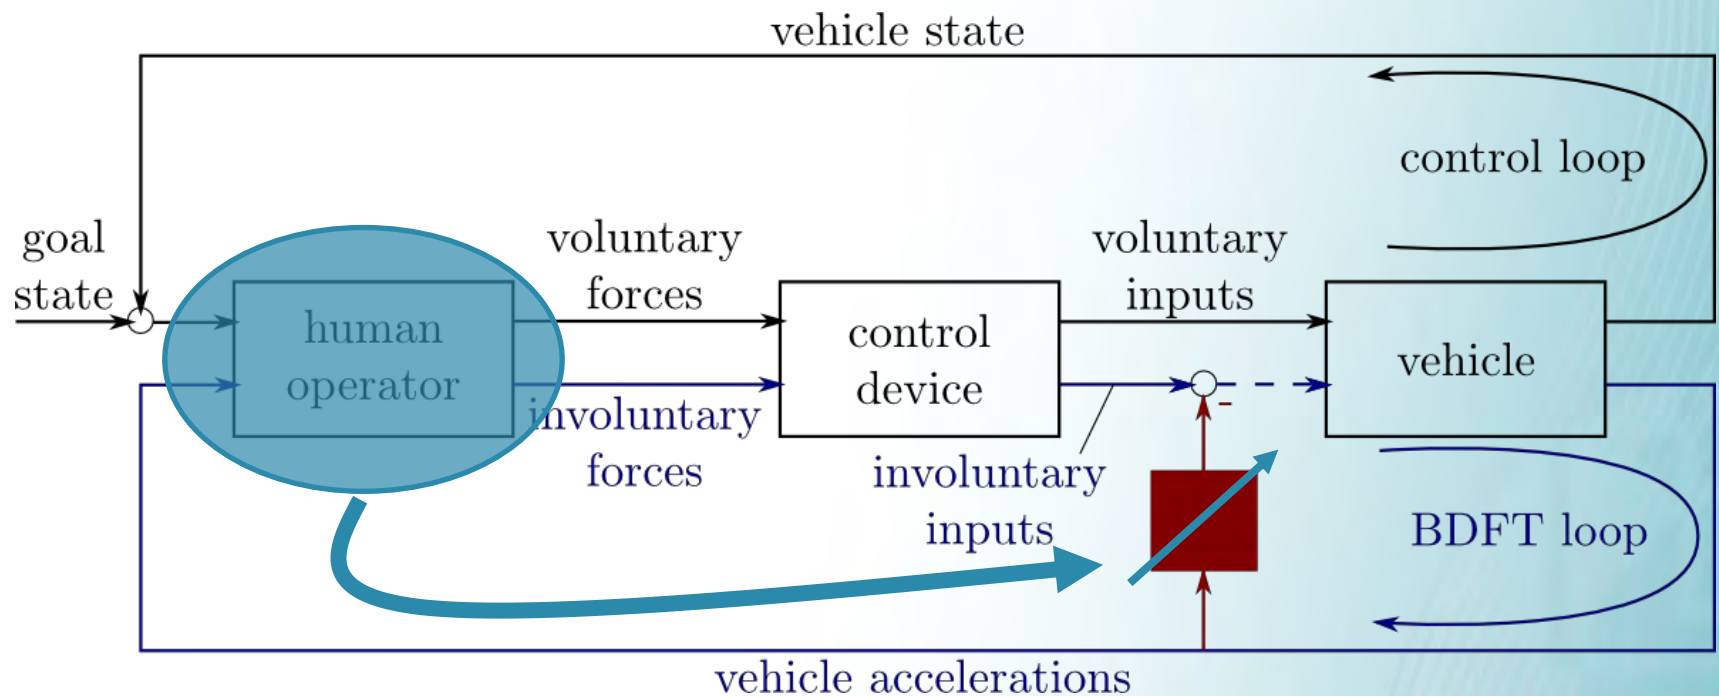 vehicle state
control loop
goal
state
voluntary
forces
voluntary
inputs
human
operator
control
device
vehicle
involuntary
forces
-
involuntary
inputs
BDFT loop
vehicle accelerations